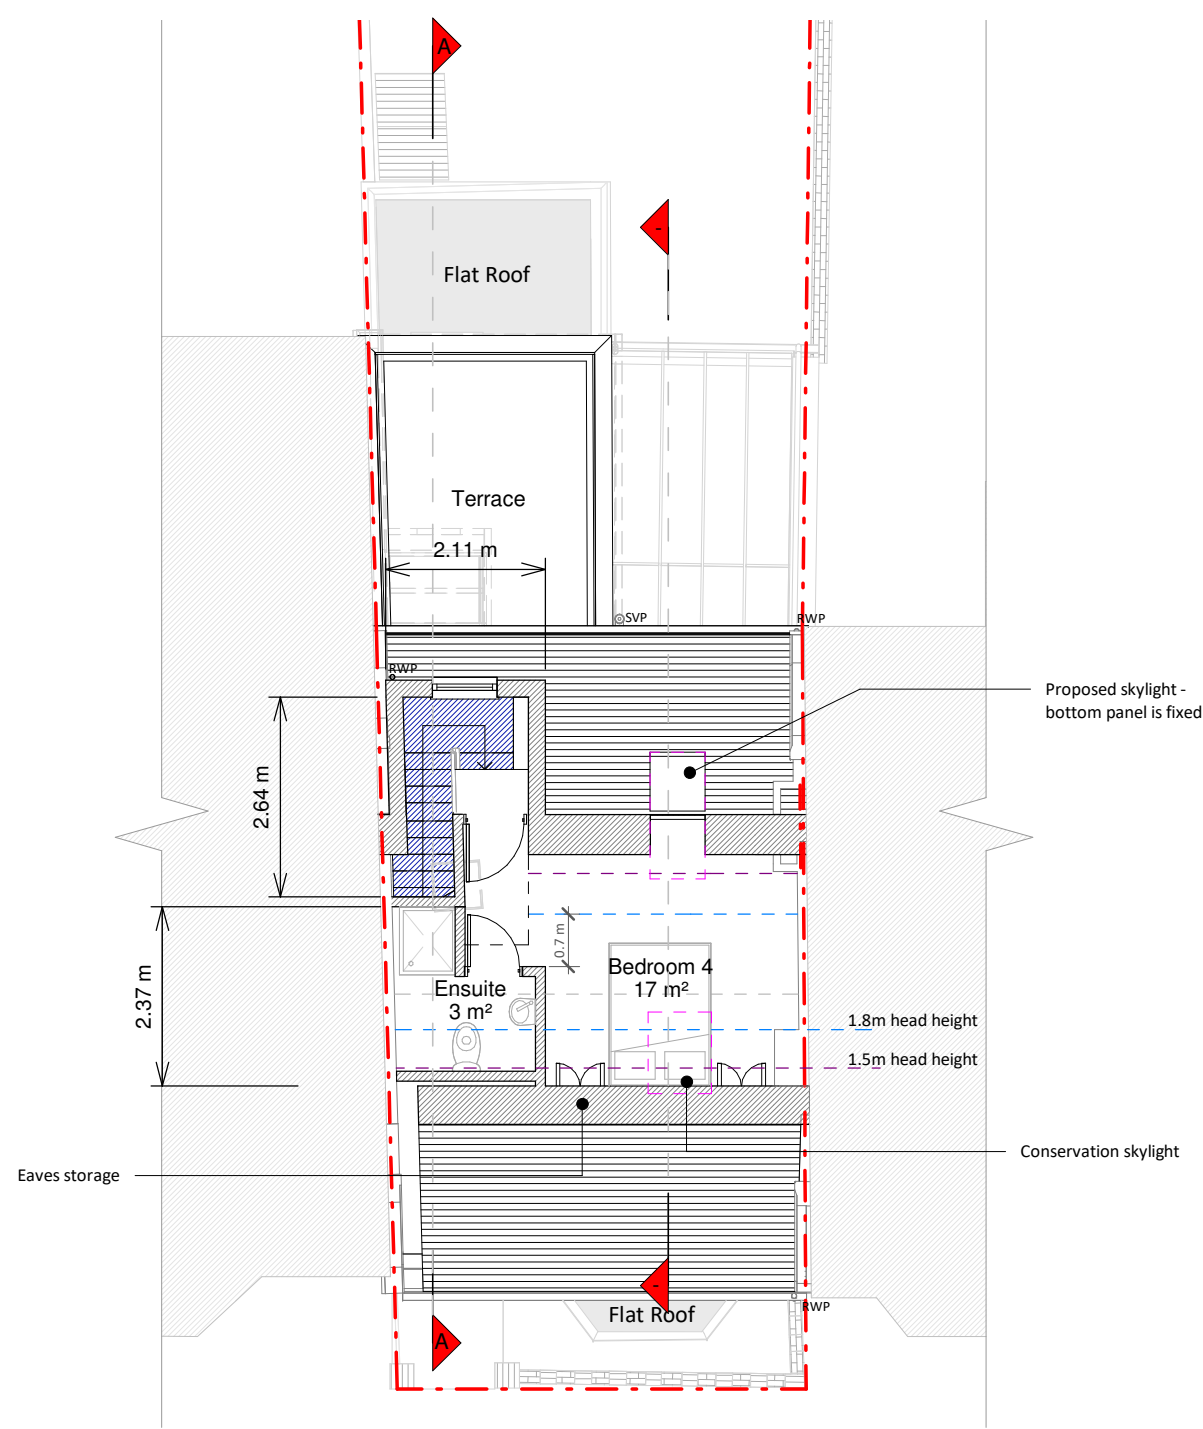 A
-
Flat Roof
Terrace
2.11 m
SVP
RWP
RWP
Proposed skylight -
bottom panel is fixed
2.64 m
0.7 m
Bedroom 4
17 m²
2.37 m
Ensuite
3 m²
1.8m head height
1.5m head height
Conservation skylight
Eaves storage
-
Flat Roof
RWP
A